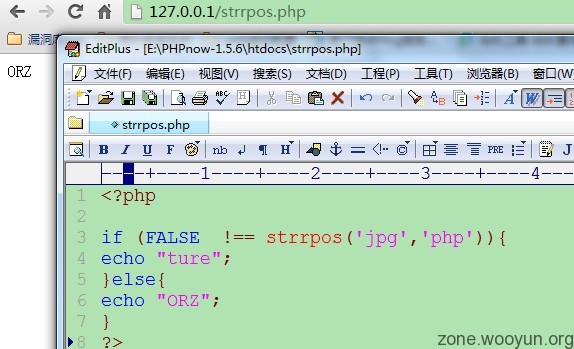 127.0.0.1/strrpos.php
漏洞库
EditPlus - [E:\PHPnow-1.5.6\htdocs\strrpos.php]
ORZ
文件(F) 编辑(E) 视图(V) 搜索(S) 文档(D) 工程(P) 工具(T) 浏览器(B) 窗口(W
strrpos.php
B I U F nb H PRE J
1 2 3 4
1 <?php
2
3 if (FALSE !== strrpos('jpg','php')){
4 echo "ture";
5 }else{
6 echo "ORZ";
7 }
8 ?>
zone.wooyun.org